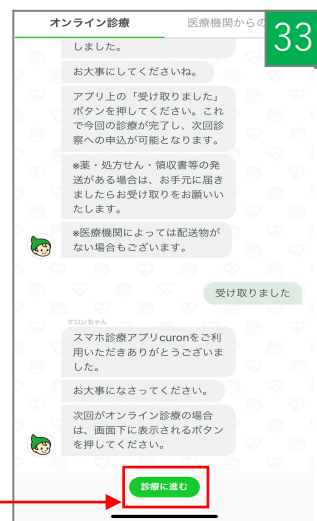 オンライン診療
医療機関からの
33
しました。
お大事にしてくださいね。
アプリ上の「受け取りました」
ボタンを押してください。これ
で今回の診療が完了し、次回診
察への申込が可能となります。
※薬・処方せん・領収書等の発
送がある場合は、お手元に届き
ましたらお受け取りをお願いい
たします。
※医療機関によっては配送物が
ない場合もございます。
受け取りました
クロンちゃん
スマホ診療アプリcuronをご利
用いただきありがとうございま
した。
お大事になさってください。
次回がオンライン診療の場合
は、画面下に表示されるボタン
を押してください。
診療に進む